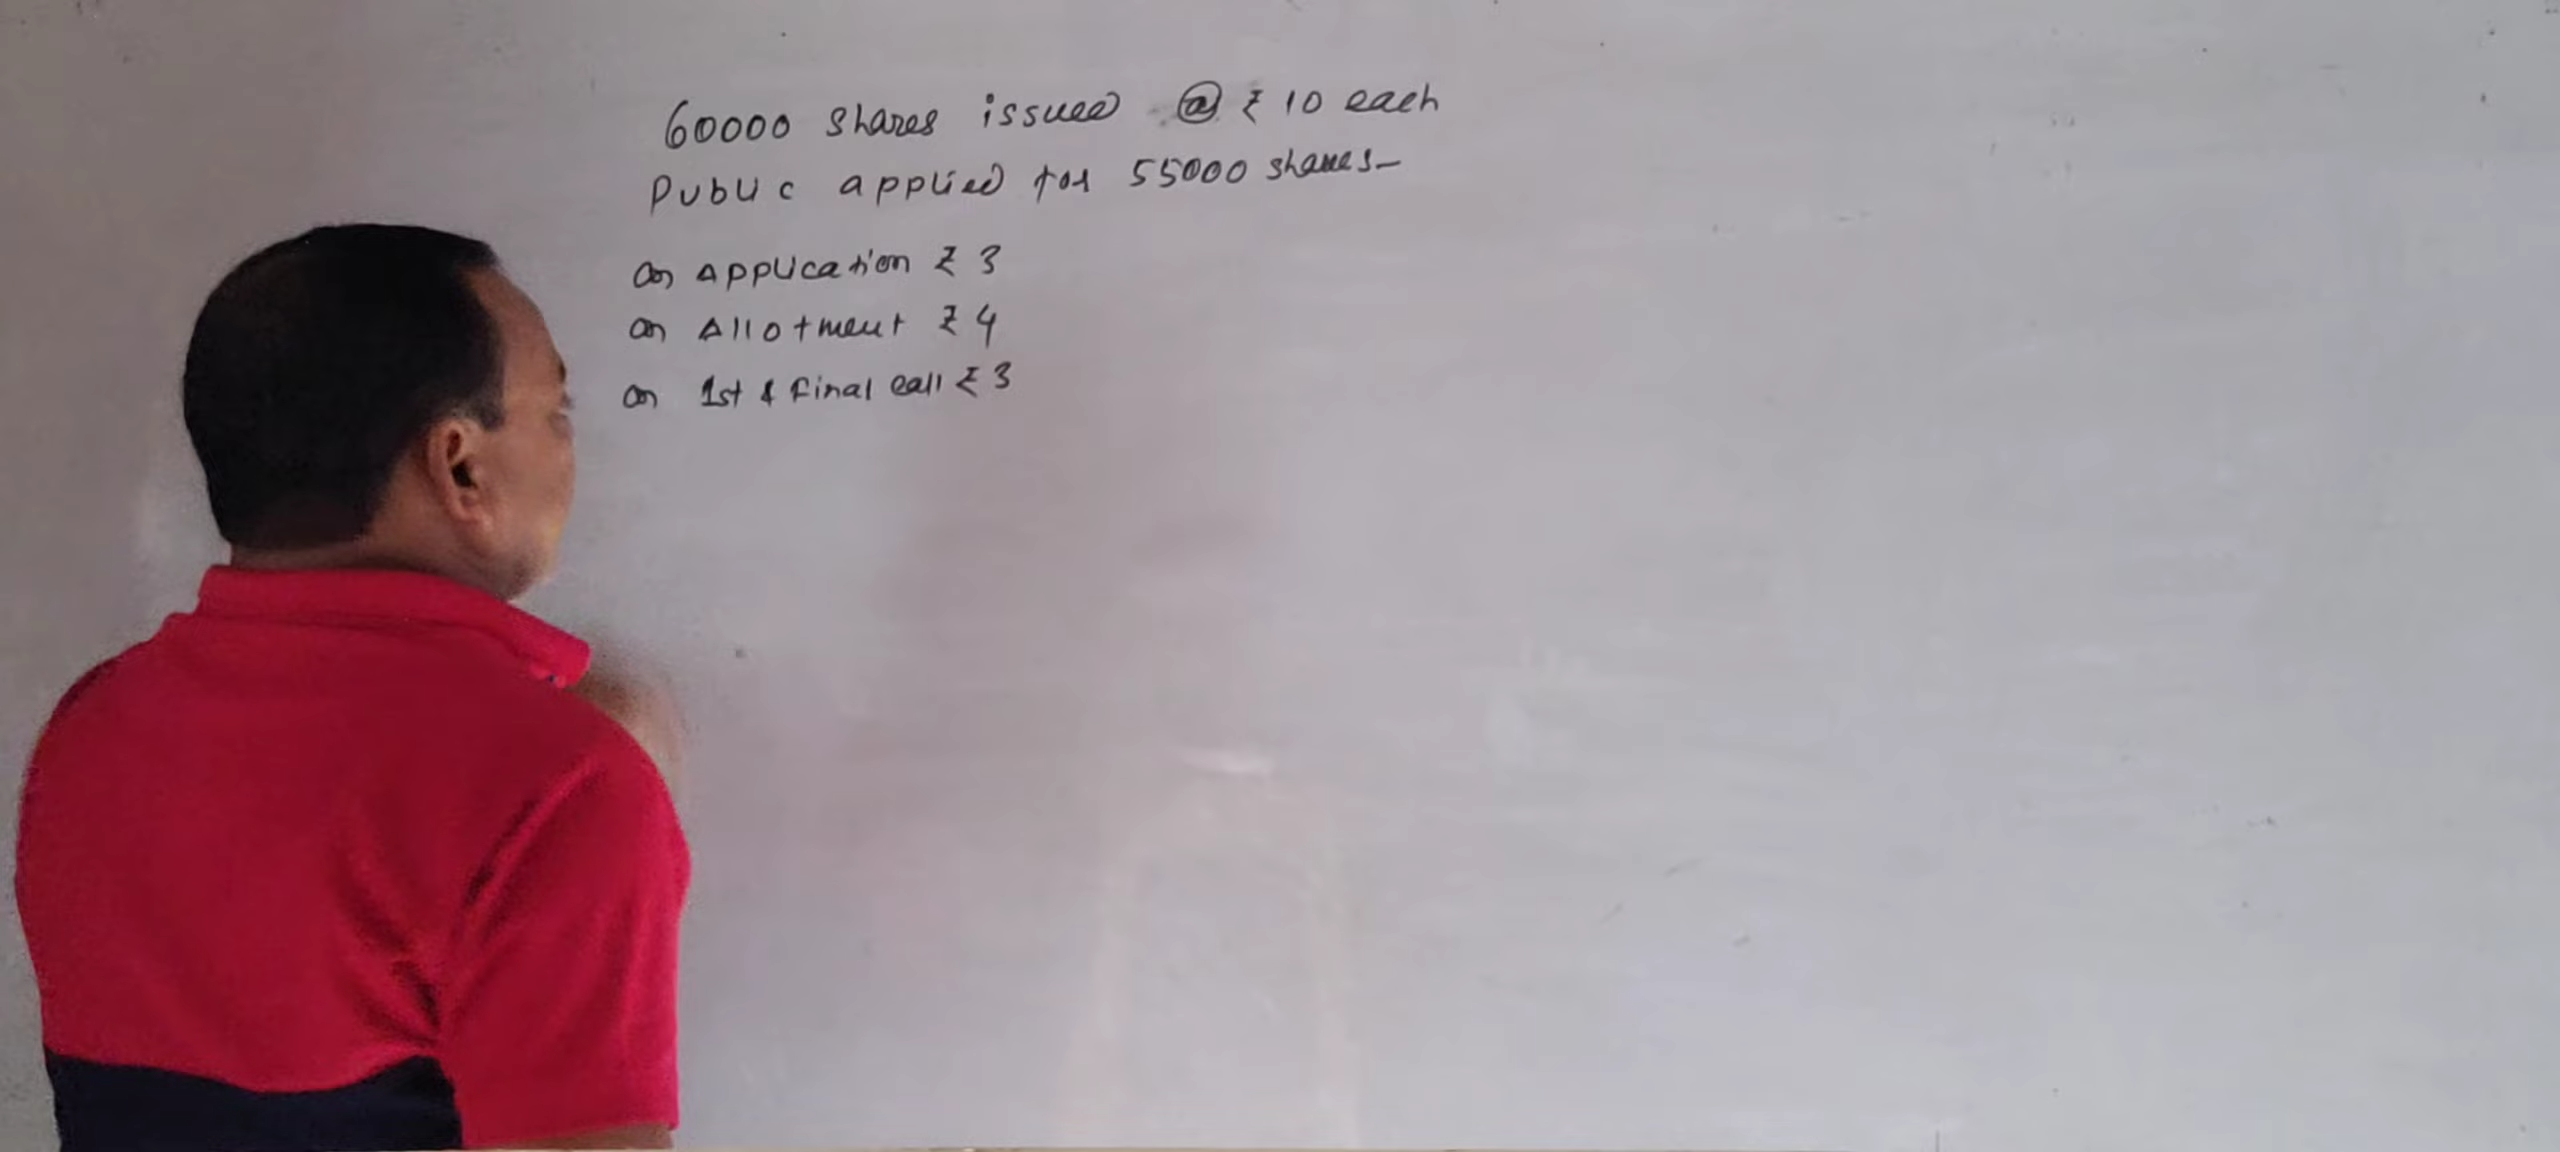 60000 shares issued @ ₹ 10 each
Public applied for 55000 shares-
on Application ₹ 3
on Allotment ₹ 4
on 1st & final call ₹ 3